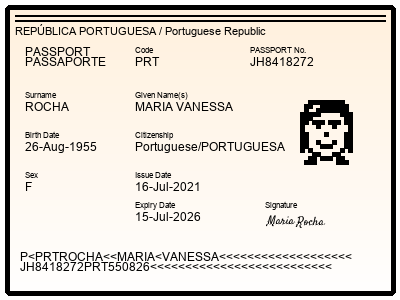 REPÚBLICA PORTUGUESA / Portuguese Republic
PASSPORT Code PASSPORT No.
PASSAPORTE PRT JH8418272
Surname Given Name(s)
ROCHA MARIA VANESSA
Birth Date Citizenship
26-Aug-1955 Portuguese/PORTUGUESA
Sex Issue Date
F 16-Jul-2021
Expiry Date Signature
15-Jul-2026 Maria Rocha
P<PRTROCHA<<MARIA<VANESSA<<<<<<<<<<<<<<<<<<<
JH8418272PRT550826<<<<<<<<<<<<<<<<<<<<<<<<<<